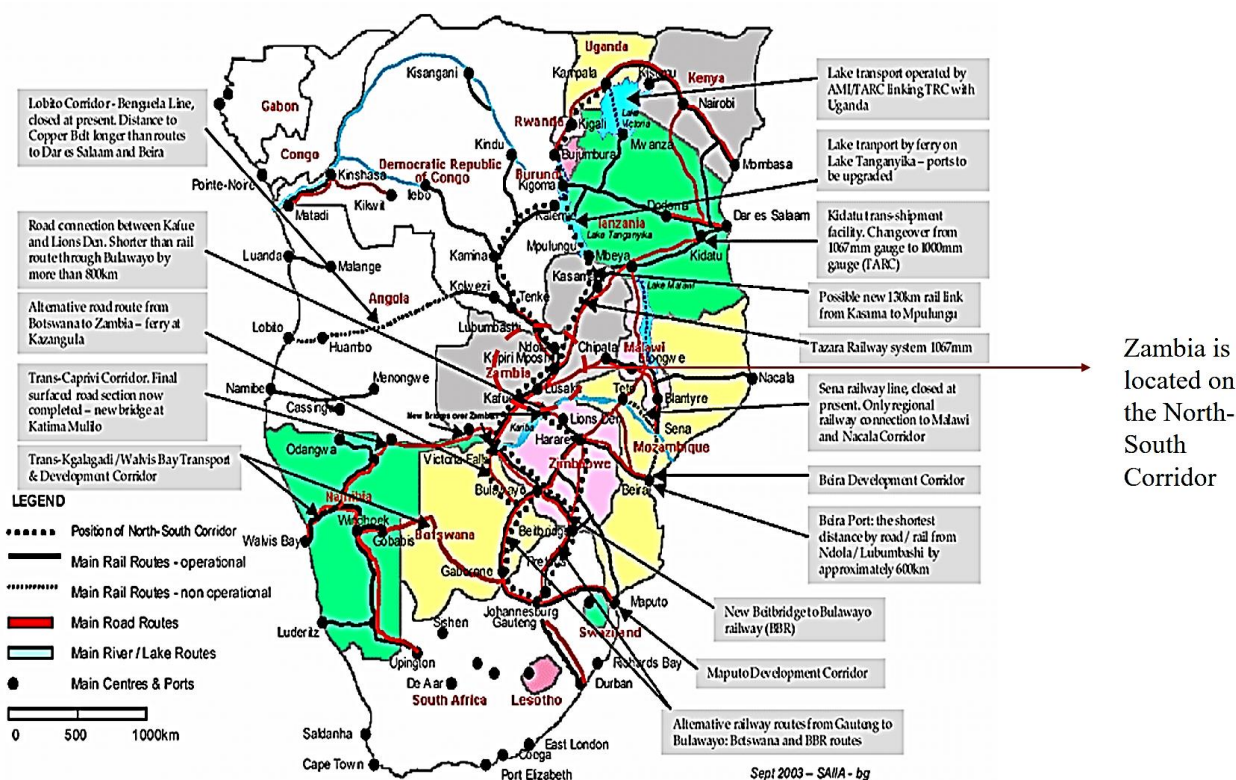 Uganda
Kampala
Kisumu
Kenya
Nairobi
Lake
Victoria
Mwanza
Mombasa
Kisangani
Gabon
Congo
Rwanda
Kigali
Bujumbura
Burundi
Kindu
Democratic Republic
of Congo
Kigoma
Kalemie
Kinshasa
Kikwit
Ilebo
Pointe-Noire
Matadi
Dodoma
Dar es Salaam
Tanzania
Lake Tanganyika
Kidatu
Mpulungu
Mbeya
Kasama
Kamina
Luanda
Malange
Angola
Kolwezi
Tenke
Lubumbashi
Lake Malawi
Lobito
Huambo
Ndola
Kapiri Mposhi
Chipata
Malawi
Zambia
Lusaka
Nacala
Namibe
Menongwe
Cassinga
Kafue
Tete
Blantyre
New Bridges over Zambezi
Kariba
Lions Den
Sena
Harare
Mozambique
Odangwa
Victoria Falls
Zimbabwe
Bulawayo
Beira
Namibia
Windhoek
Walvis Bay
Gobabis
Botswana
Beitbridge
Gaborone
Maputo
Johannesburg
Gauteng
Swaziland
Luderitz
Sishen
Upington
Richards Bay
De Aar
Durban
South Africa
Lesotho
Saldanha
East London
Coega
Cape Town
Port Elizabeth
Lobito Corridor - Benguela Line,
closed at present. Distance to
Copper Belt longer than routes
to Dar es Salaam and Beira
Road connection between Kafue
and Lions Den. Shorter than rail
route through Bulawayo by
more than 800km
Alternative road route from
Botswana to Zambia – ferry at
Kazangula
Trans-Caprivi Corridor. Final
surfaced road section now
completed – new bridge at
Katima Mulilo
Trans-Kgalagadi / Walvis Bay Transport
& Development Corridor
LEGEND
Position of North-South Corridor
Main Rail Routes - operational
Main Rail Routes - non operational
Main Road Routes
Main River / Lake Routes
Main Centres & Ports
0 500 1000km
Lake transport operated by
AMI/TARC linking TRC with
Uganda
Lake tranport by ferry on
Lake Tanganyika – ports to
be upgraded
Kidatu trans-shipment
facility. Changeover from
1067mm gauge to 1000mm
gauge (TARC)
Possible new 130km rail link
from Kasama to Mpulungu
Tazara Railway system 1067mm
Sena railway line, closed at
present. Only regional
railway connection to Malawi
and Nacala Corridor
Beira Development Corridor
Beira Port: the shortest
distance by road / rail from
Ndola / Lubumbashi by
approximately 600km
New Beitbridge to Bulawayo
railway (BBR)
Maputo Development Corridor
Alternative railway routes from Gauteng to
Bulawayo: Botswana and BBR routes
Sept 2003 – SAIIA - bg
Zambia is
located on
the North-
South
Corridor